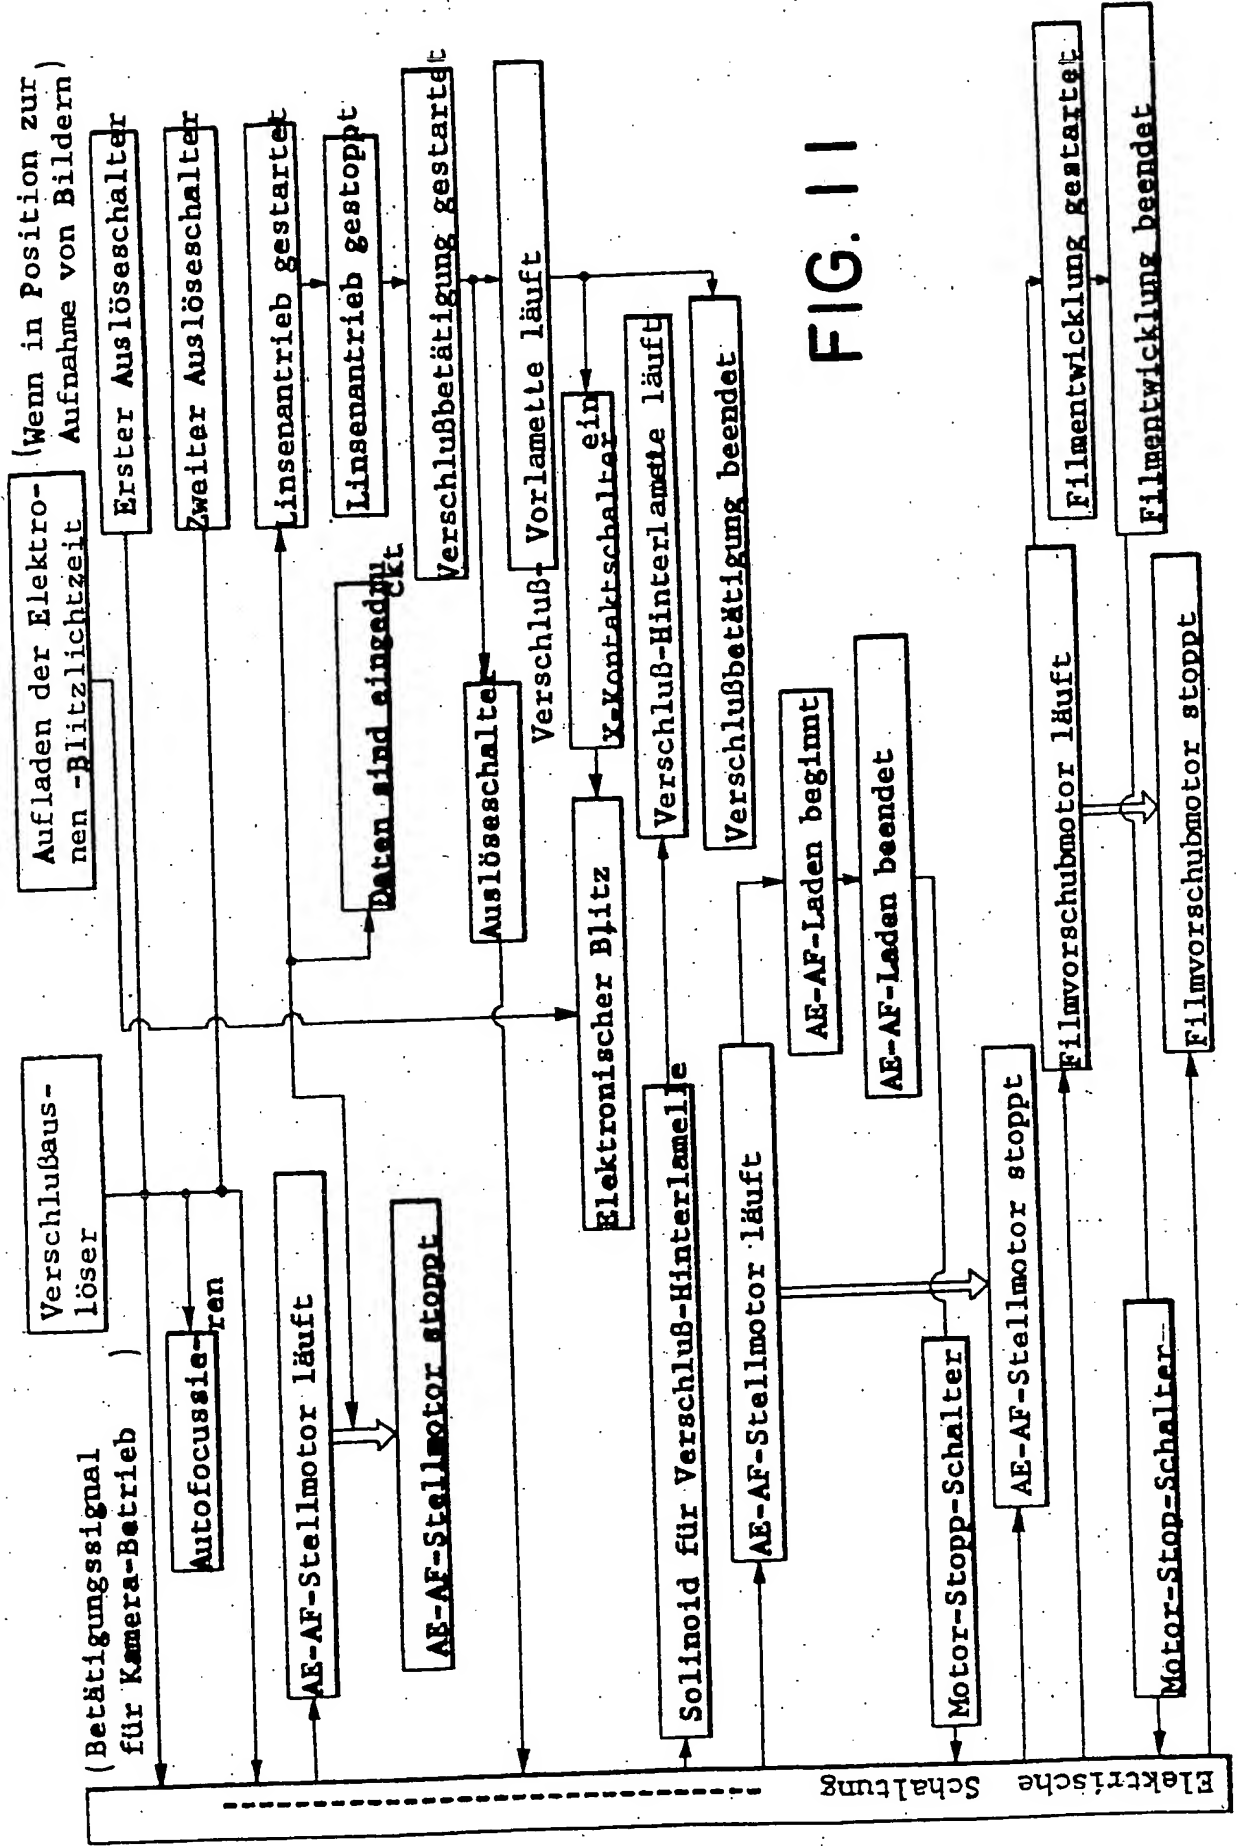 (Betätigungssignal
für Kamera-Betrieb)
Verschlußaus-
löser
Aufladen der Elektro-
nen -Blitzlichtzeit
(Wenn in Position zur
Aufnahme von Bildern)
Erster Auslöseschalter
Zweiter Auslöseschalter
Autofocussie-
ren
AE-AF-Stellmotor läuft
Linsenantrieb gestartet
Linsenantrieb gestoppt
Daten sind eingedru
ckt
AE-AF-Stellmotor stoppt
Verschlußbetätigung gestartet
Auslöseschalter
Verschluß- Vorlamette läuft
ein
X-Kontaktschalter
Elektronischer Blitz
Solinoid für Verschluß-Hinterlamelle
Verschluß-Hinterlamette läuft
Verschlußbetätigung beendet
AE-AF-Stellmotor läuft
AE-AF-Laden beginnt
AE-AF-Laden beendet
Motor-Stopp-Schalter
AE-AF-Stellmotor stoppt
Filmvorschubmotor läuft
Filmentwicklung gestartet
Filmentwicklung beendet
Motor-Stop-Schalter
Filmvorschubmotor stoppt
Elektrische
Schaltung
FIG. 11